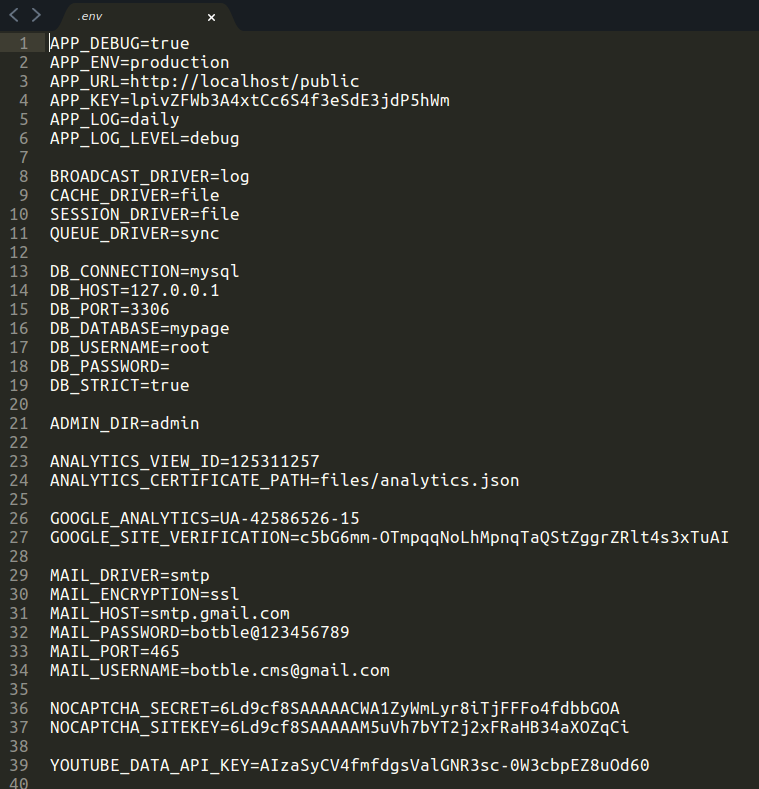 .env ×
1 APP_DEBUG=true
2 APP_ENV=production
3 APP_URL=http://localhost/public
4 APP_KEY=lpivZFWb3A4xtCc6S4f3eSdE3jdP5hWm
5 APP_LOG=daily
6 APP_LOG_LEVEL=debug
7
8 BROADCAST_DRIVER=log
9 CACHE_DRIVER=file
10 SESSION_DRIVER=file
11 QUEUE_DRIVER=sync
12
13 DB_CONNECTION=mysql
14 DB_HOST=127.0.0.1
15 DB_PORT=3306
16 DB_DATABASE=mypage
17 DB_USERNAME=root
18 DB_PASSWORD=
19 DB_STRICT=true
20
21 ADMIN_DIR=admin
22
23 ANALYTICS_VIEW_ID=125311257
24 ANALYTICS_CERTIFICATE_PATH=files/analytics.json
25
26 GOOGLE_ANALYTICS=UA-42586526-15
27 GOOGLE_SITE_VERIFICATION=c5bG6mm-OTmpqqNoLhMpnqTaQStZggrZRlt4s3xTuAI
28
29 MAIL_DRIVER=smtp
30 MAIL_ENCRYPTION=ssl
31 MAIL_HOST=smtp.gmail.com
32 MAIL_PASSWORD=botble@123456789
33 MAIL_PORT=465
34 MAIL_USERNAME=botble.cms@gmail.com
35
36 NOCAPTCHA_SECRET=6Ld9cf8SAAAAACWA1ZyWmLyr8iTjFFFo4fdbbGOA
37 NOCAPTCHA_SITEKEY=6Ld9cf8SAAAAAM5uVh7bYT2j2xFRaHB34aXOZqCi
38
39 YOUTUBE_DATA_API_KEY=AIzaSyCV4fmfdgsValGNR3sc-0W3cbpEZ8uOd60
40